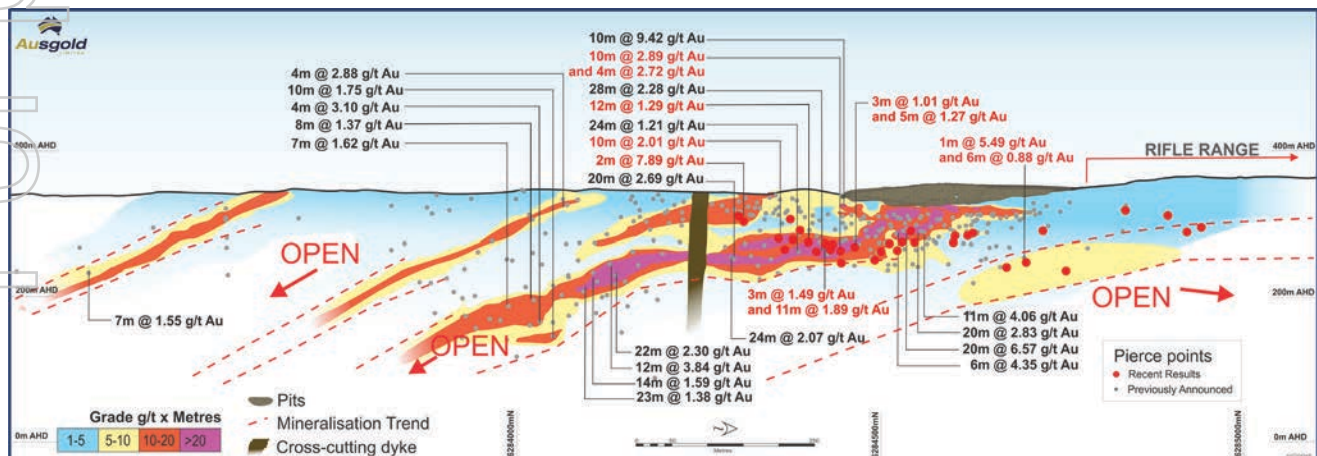 Ausgold
10m @ 9.42 g/t Au
10m @ 2.89 g/t Au
and 4m @ 2.72 g/t Au
28m @ 2.28 g/t Au
12m @ 1.29 g/t Au
24m @ 1.21 g/t Au
10m @ 2.01 g/t Au
2m @ 7.89 g/t Au
20m @ 2.69 g/t Au
4m @ 2.88 g/t Au
10m @ 1.75 g/t Au
4m @ 3.10 g/t Au
8m @ 1.37 g/t Au
7m @ 1.62 g/t Au
3m @ 1.01 g/t Au
and 5m @ 1.27 g/t Au
1m @ 5.49 g/t Au
and 6m @ 0.88 g/t Au
RIFLE RANGE
400m AHD
OPEN
200m AHD
200m AHD
OPEN
OPEN
7m @ 1.55 g/t Au
3m @ 1.49 g/t Au
and 11m @ 1.89 g/t Au
24m @ 2.07 g/t Au
22m @ 2.30 g/t Au
12m @ 3.84 g/t Au
14m @ 1.59 g/t Au
23m @ 1.38 g/t Au
11m @ 4.06 g/t Au
20m @ 2.83 g/t Au
20m @ 6.57 g/t Au
6m @ 4.35 g/t Au
Pierce points
Recent Results
Previously Announced
Pits
Mineralisation Trend
Cross-cutting dyke
Grade g/t x Metres
1-5 5-10 10-20 >20
0m AHD
0m AHD
6284000mN
6284500mN
6285000mN
0 50 250
Metres